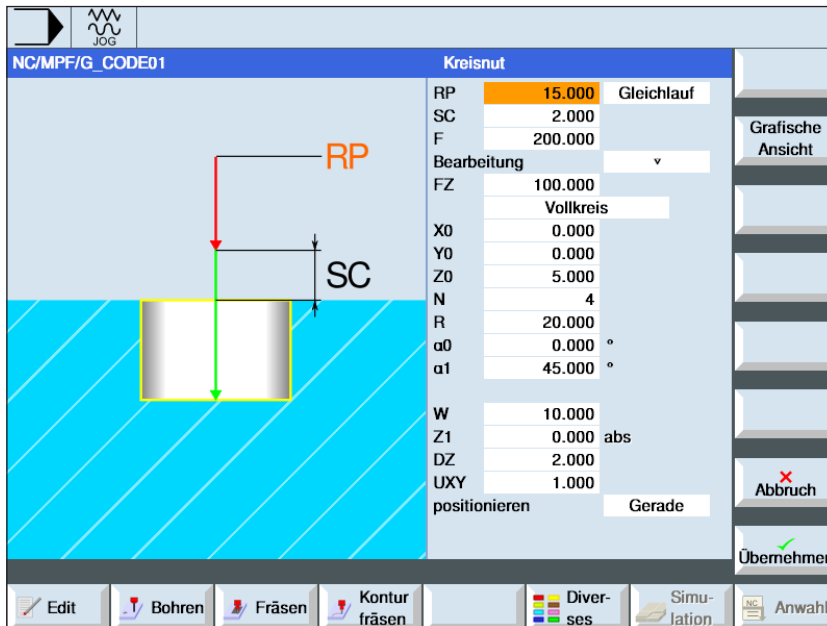 JOG
NC/MPF/G_CODE01
Kreisnut
RP
SC
RP 15.000 Gleichlauf
SC 2.000
F 200.000
Bearbeitung ▿
FZ 100.000
Vollkreis
X0 0.000
Y0 0.000
Z0 5.000
N 4
R 20.000
α0 0.000 °
α1 45.000 °
W 10.000
Z1 0.000 abs
DZ 2.000
UXY 1.000
positionieren Gerade
Grafische
Ansicht
Abbruch
Übernehmen
Edit
Bohren
Fräsen
Kontur
fräsen
Diver-
ses
Simu-
lation
NC
Anwahl